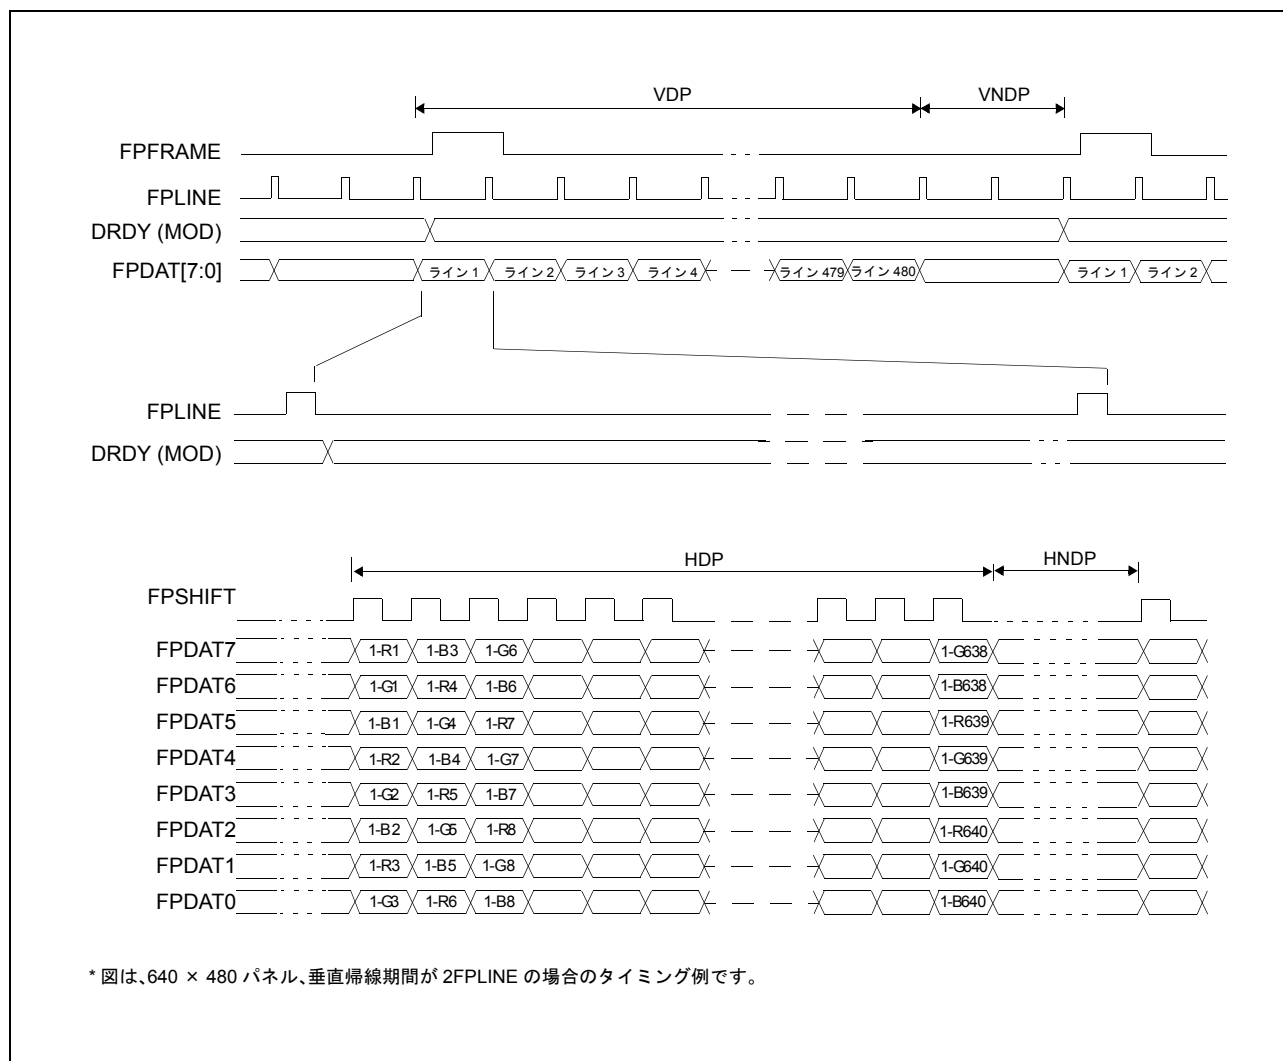 VDP VNDP
FPFRAME
FPLINE
DRDY (MOD)
FPDAT[7:0] ライン 1 ライン 2 ライン 3 ライン 4 ライン 479 ライン 480 ライン 1 ライン 2
FPLINE
DRDY (MOD)
HDP HNDP
FPSHIFT
FPDAT7 1-R1 1-B3 1-G6 1-G638
FPDAT6 1-G1 1-R4 1-B6 1-B638
FPDAT5 1-B1 1-G4 1-R7 1-R639
FPDAT4 1-R2 1-B4 1-G7 1-G639
FPDAT3 1-G2 1-R5 1-B7 1-B639
FPDAT2 1-B2 1-G5 1-R8 1-R640
FPDAT1 1-R3 1-B5 1-G8 1-G640
FPDAT0 1-G3 1-R6 1-B8 1-B640
* 図は、640 × 480 パネル、垂直帰線期間が 2FPLINE の場合のタイミング例です。